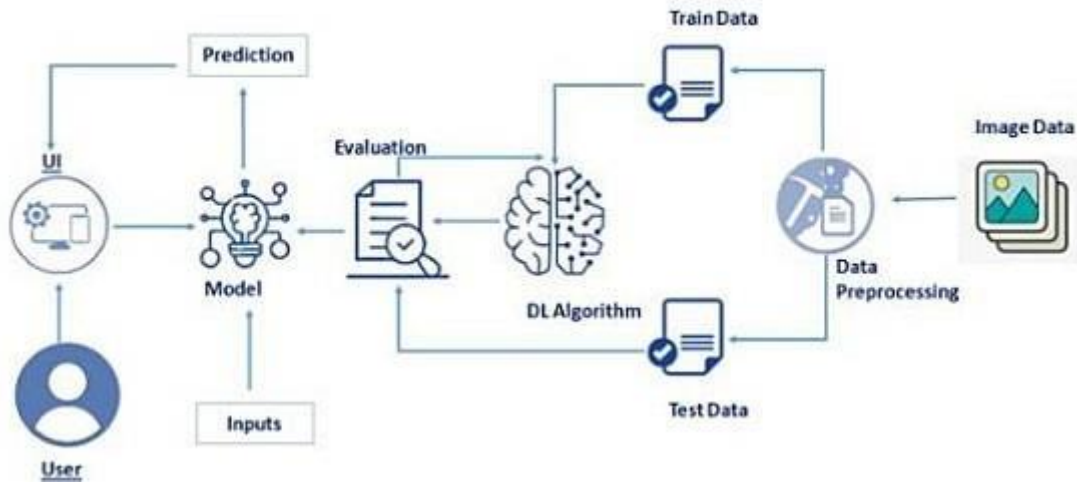 Train Data
Prediction
Image Data
Evaluation
UI
Data
Preprocessing
Model
DL Algorithm
Test Data
Inputs
User